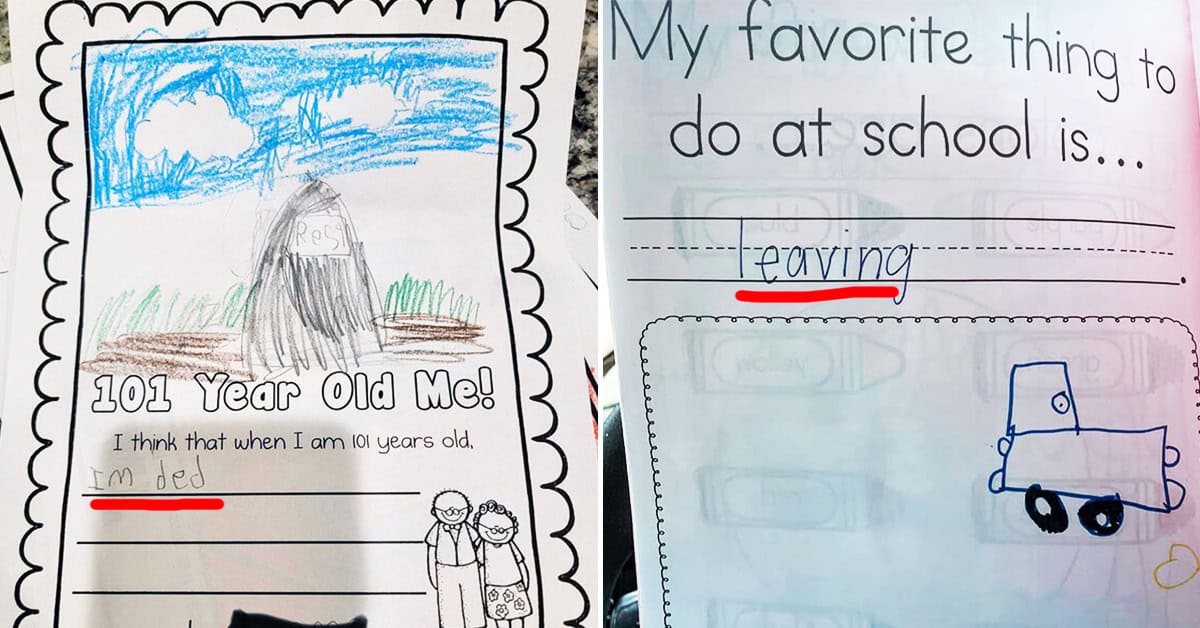 Rest
101 Year Old Me!
I think that when I am 101 years old,
Im ded
My favorite thing to
do at school is...
leaving.
yellow